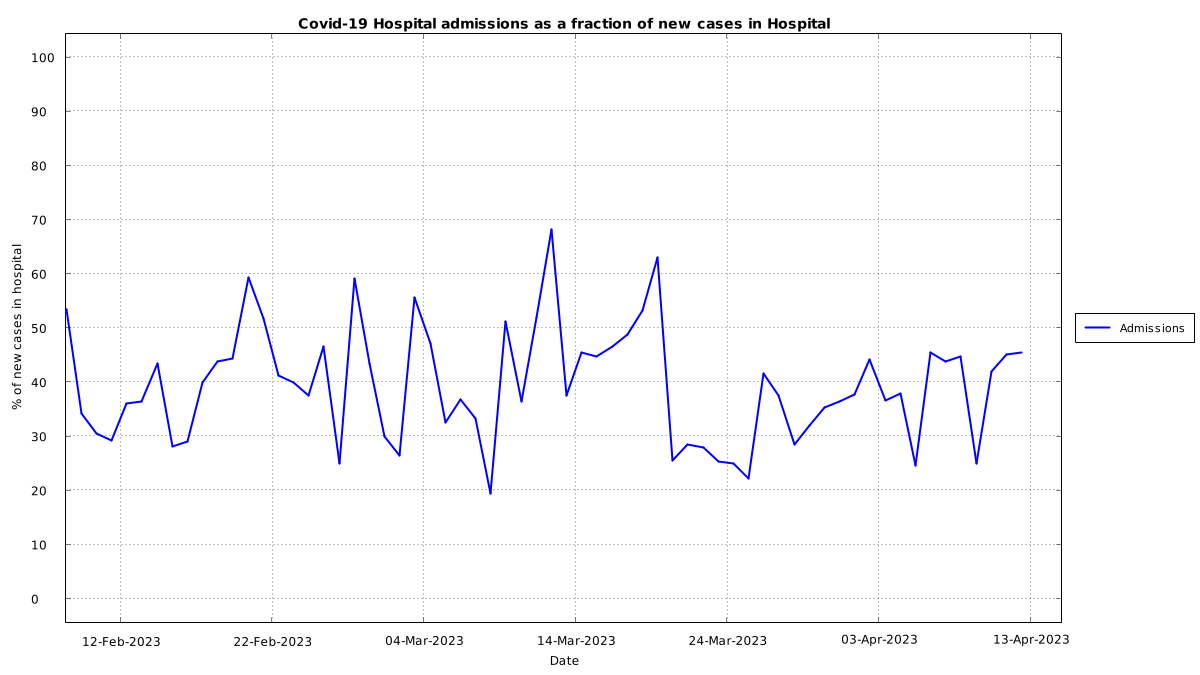 Covid-19 Hospital admissions as a fraction of new cases in Hospital
100
90
80
70
60
50
40
30
20
10
0
% of new cases in hospital
12-Feb-2023 22-Feb-2023 04-Mar-2023 14-Mar-2023 24-Mar-2023 03-Apr-2023 13-Apr-2023
Date
Admissions